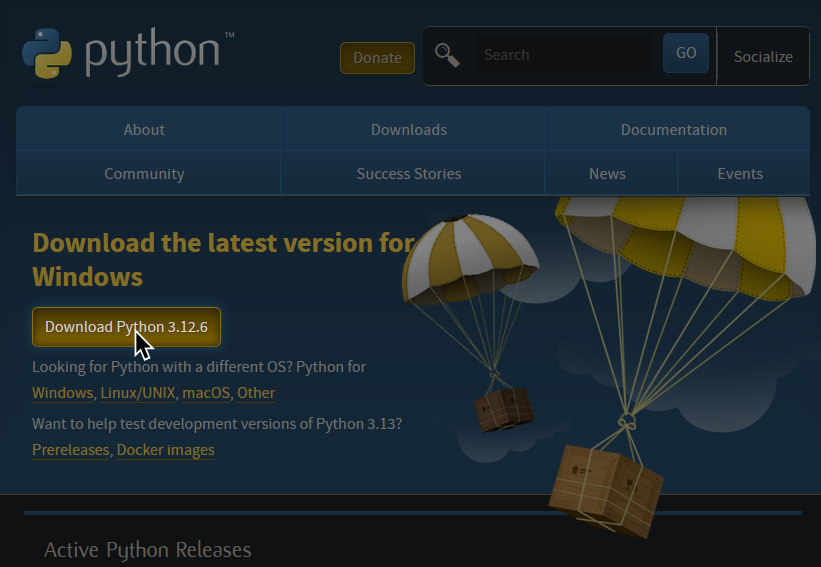 python™
Donate
Search
GO
Socialize
About
Downloads
Documentation
Community
Success Stories
News
Events
Download the latest version for
Windows
Download Python 3.12.6
Looking for Python with a different OS? Python for
Windows, Linux/UNIX, macOS, Other
Want to help test development versions of Python 3.13?
Prereleases, Docker images
Active Python Releases